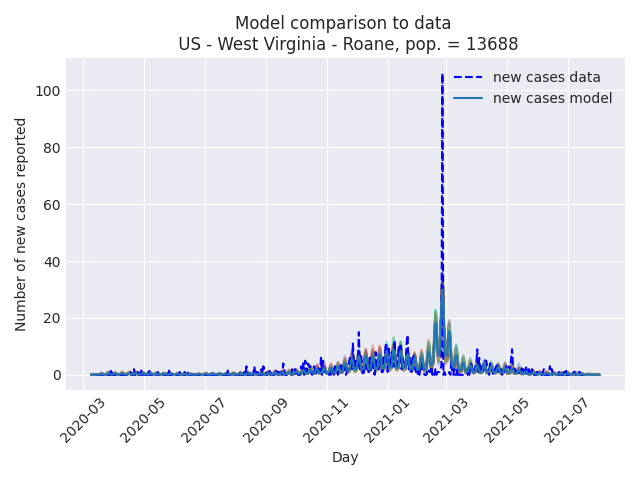 Model comparison to data
US - West Virginia - Roane, pop. = 13688
new cases data
new cases model
Number of new cases reported
100
80
60
40
20
0
2020-03
2020-05
2020-07
2020-09
2020-11
2021-01
2021-03
2021-05
2021-07
Day